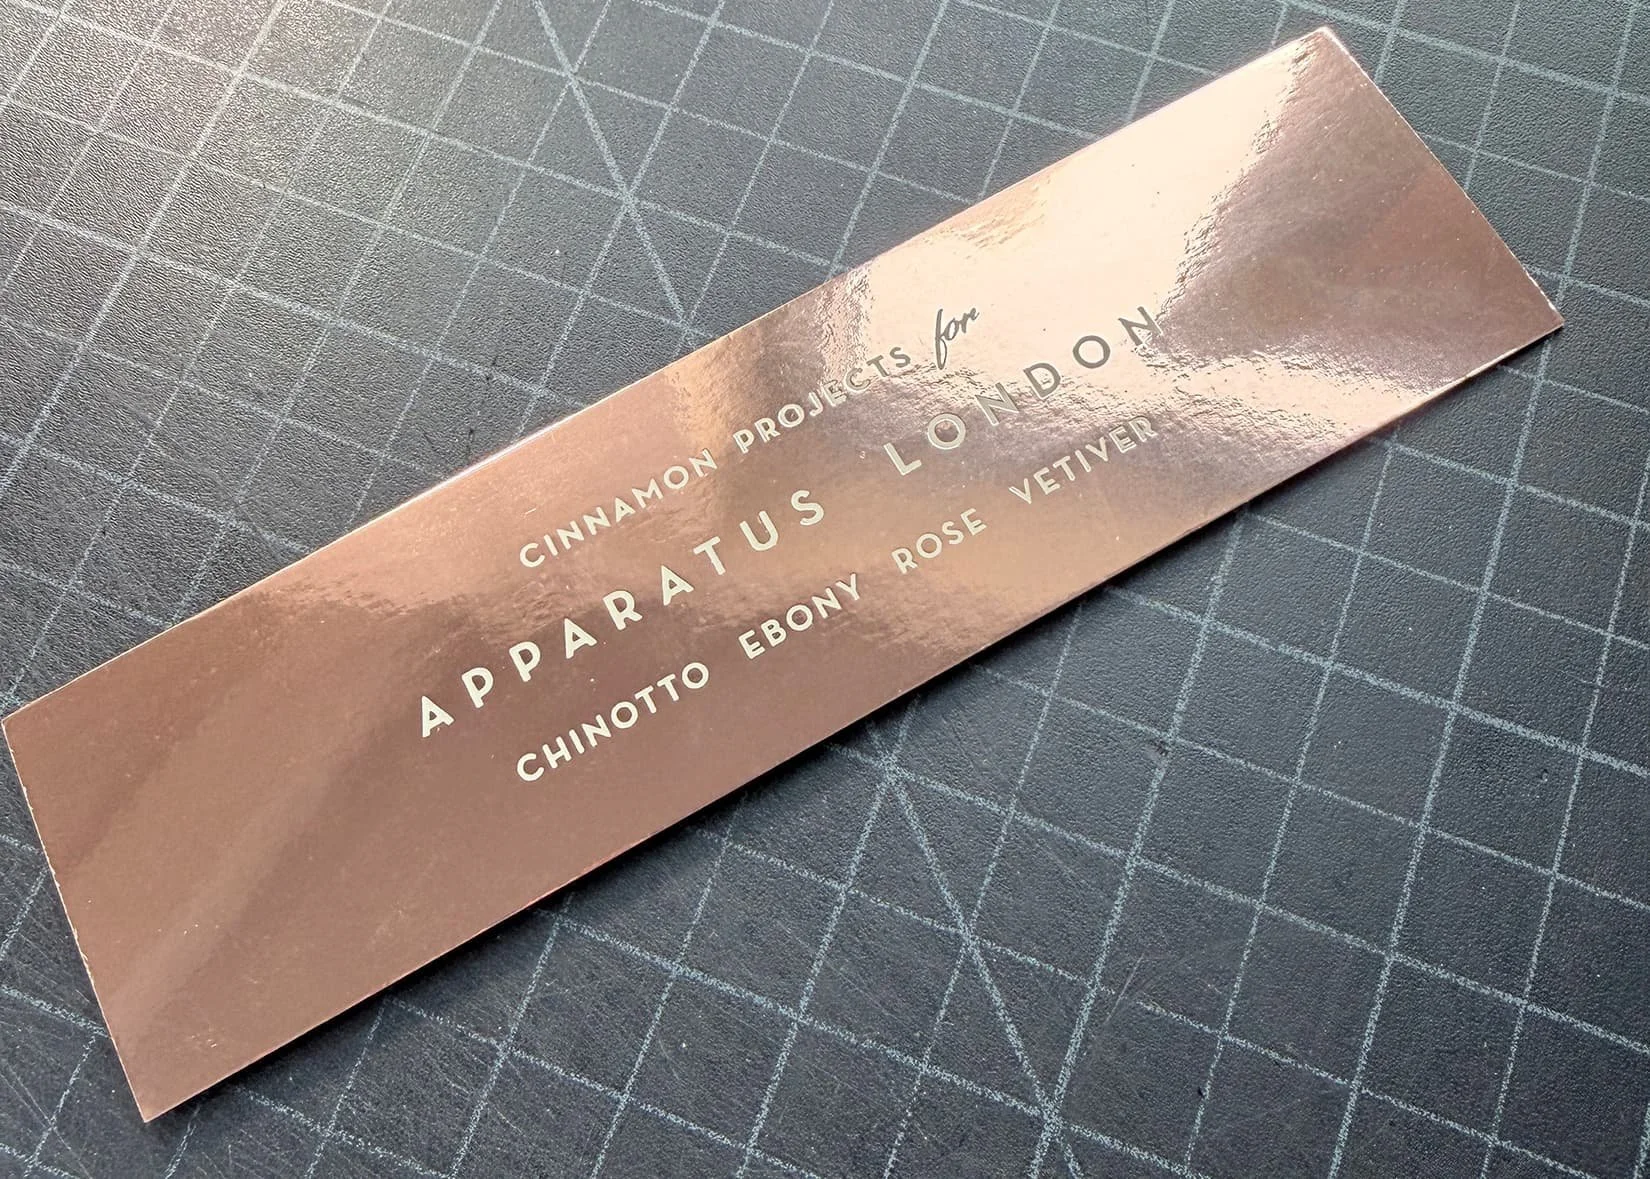 CINNAMON PROJECTS for
APPARATUS LONDON
CHINOTTO EBONY ROSE VETIVER